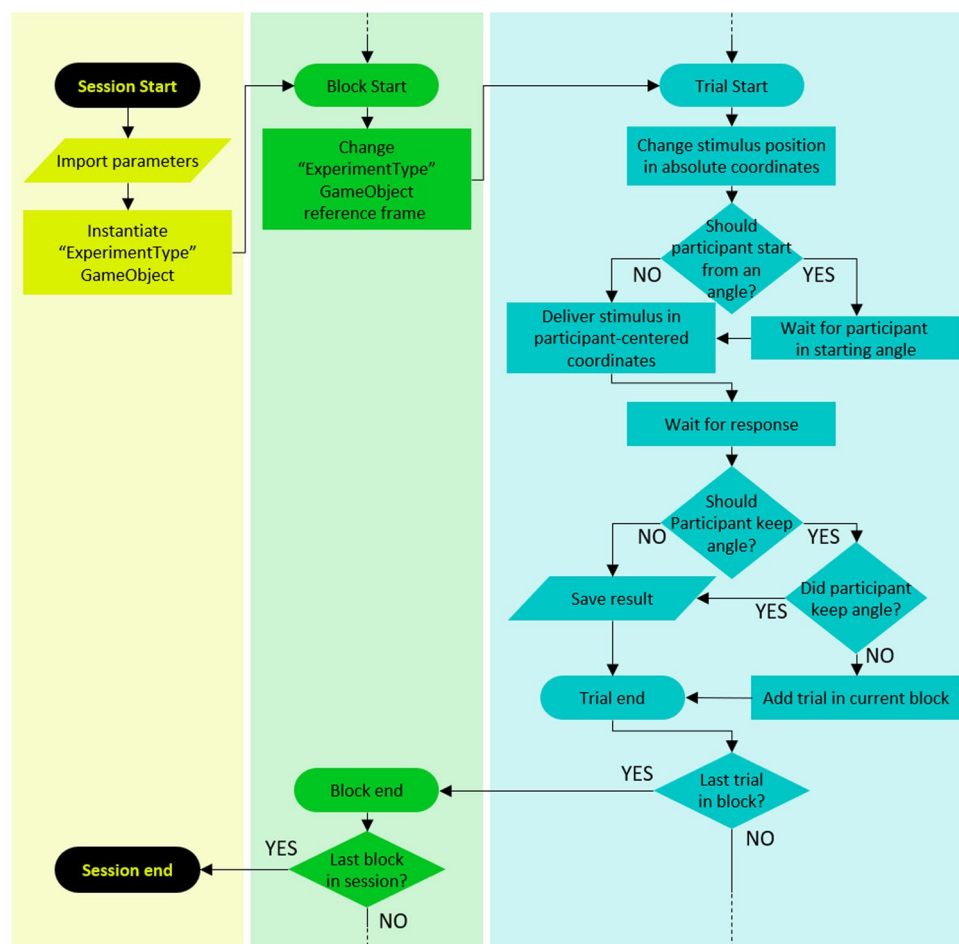 Session Start
Import parameters
Instantiate
“ExperimentType”
GameObject
Block Start
Change
“ExperimentType”
GameObject
reference frame
Trial Start
Change stimulus position
in absolute coordinates
Should
participant start
from an
angle?
NO
YES
Deliver stimulus in
participant-centered
coordinates
Wait for participant
in starting angle
Wait for response
Should
Participant keep
angle?
NO
YES
Save result
YES
Did participant
keep angle?
NO
Trial end
Add trial in current block
Last trial
in block?
YES
NO
Block end
Last block
in session?
YES
NO
Session end